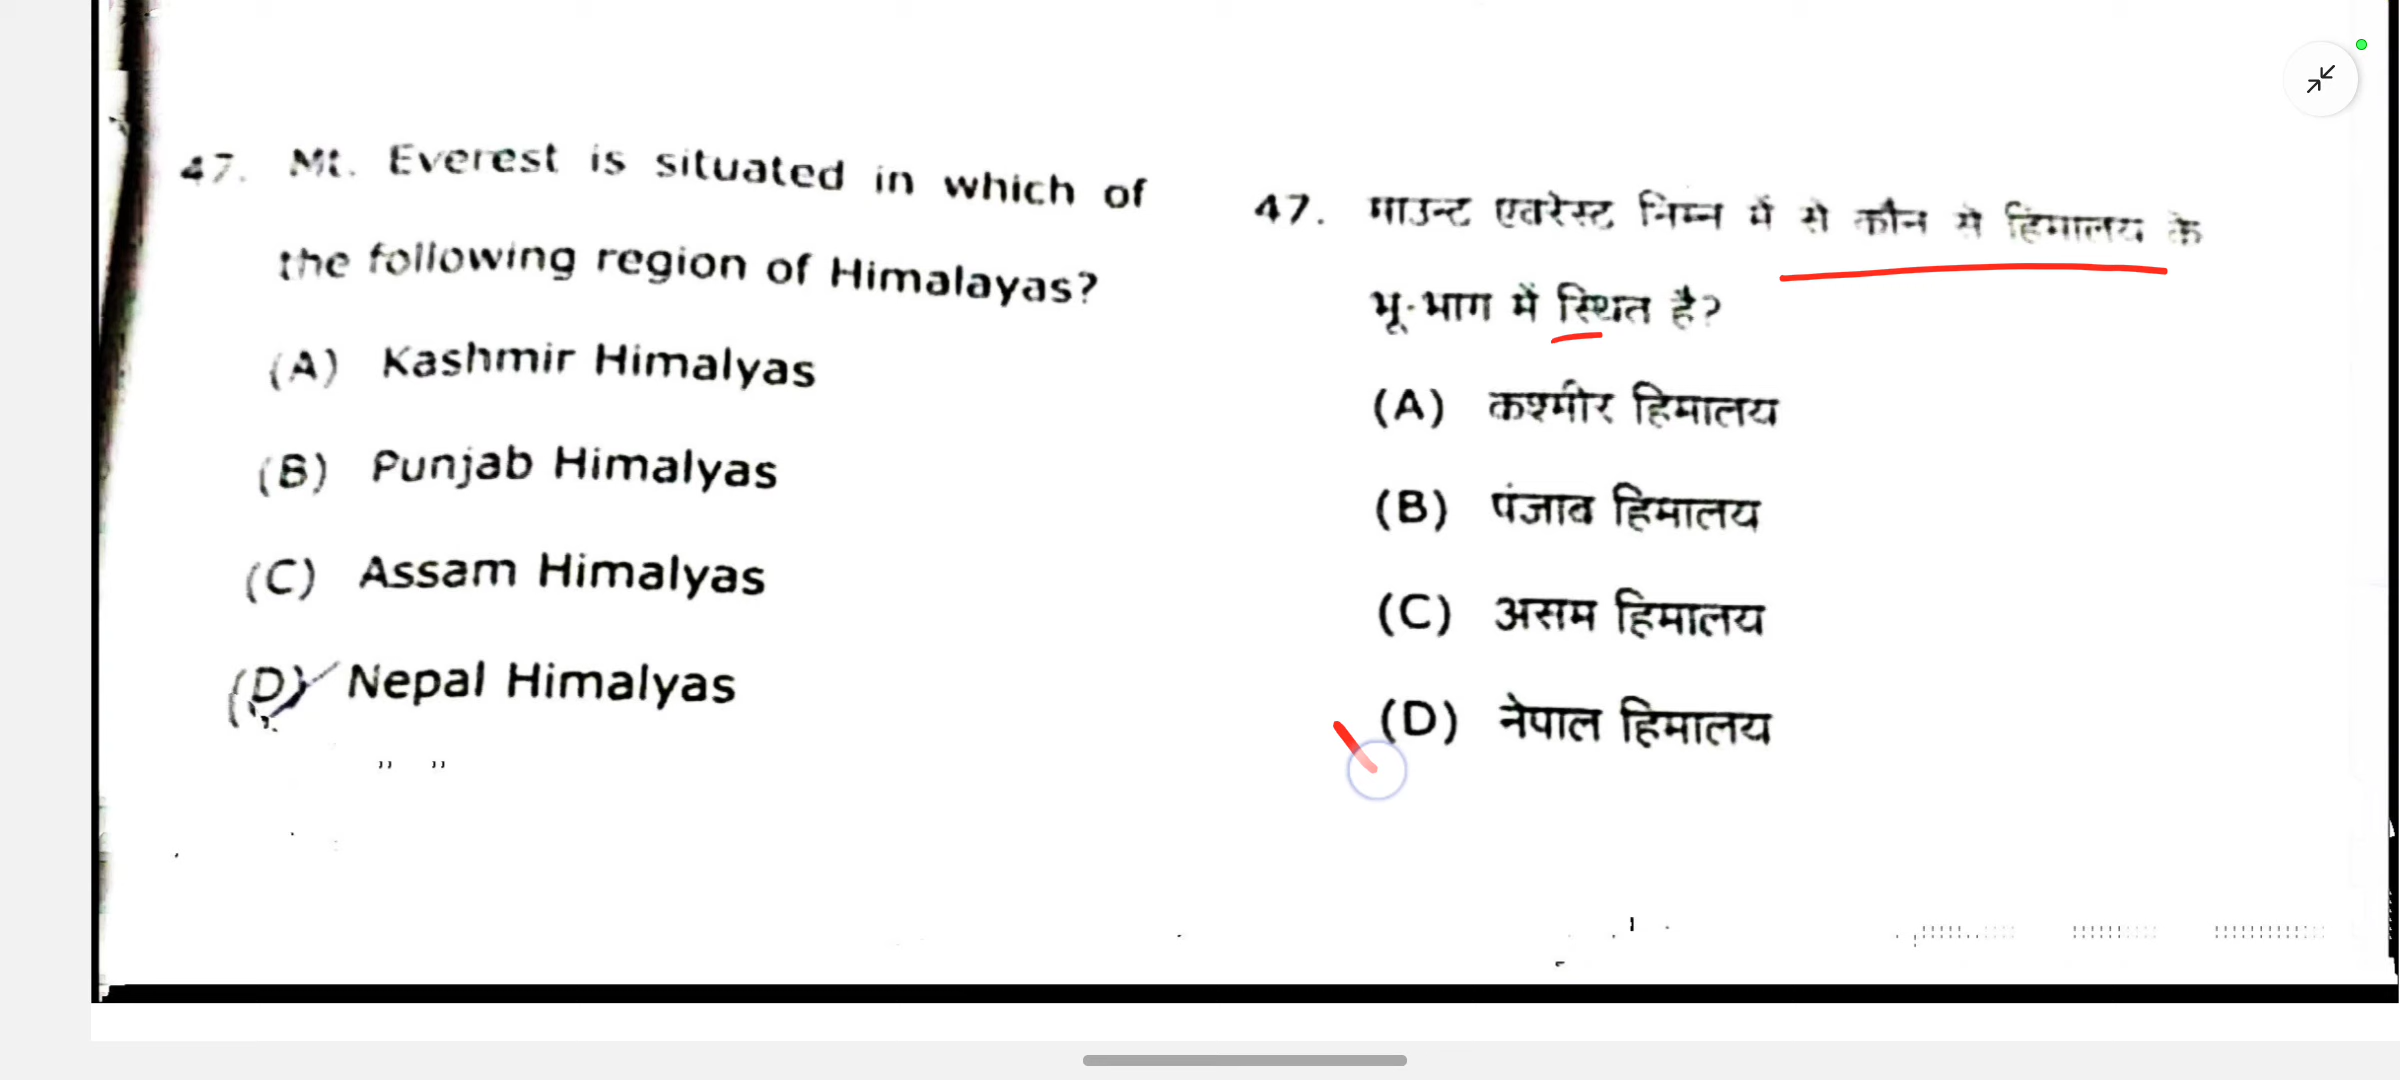 47. Mt. Everest is situated in which of
the following region of Himalayas?
(A) Kashmir Himalyas
(B) Punjab Himalyas
(C) Assam Himalyas
(D) Nepal Himalyas
47. माउन्ट एवरेस्ट निम्न में से कौन से हिमालय के
भू-भाग में स्थित है?
(A) कश्मीर हिमालय
(B) पंजाब हिमालय
(C) असम हिमालय
(D) नेपाल हिमालय